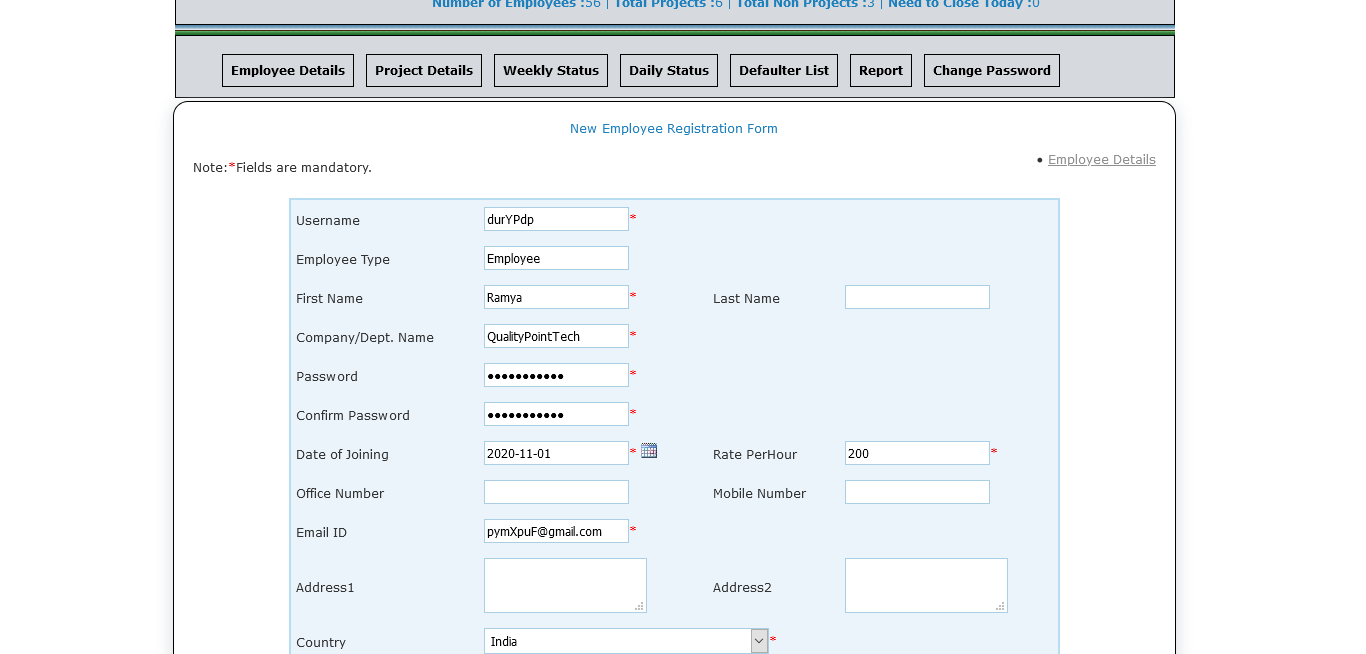 Number of Employees :56 | Total Projects :6 | Total Non Projects :3 | Need to Close Today :0
Employee Details Project Details Weekly Status Daily Status Defaulter List Report Change Password
New Employee Registration Form
• Employee Details
Note:*Fields are mandatory.
Username durYPdp *
Employee Type Employee
First Name Ramya * Last Name
Company/Dept. Name QualityPointTech *
Password ●●●●●●●●●●● *
Confirm Password ●●●●●●●●●●● *
Date of Joining 2020-11-01 * Rate PerHour 200 *
Office Number Mobile Number
Email ID pymXpuF@gmail.com *
Address1 Address2
Country India *